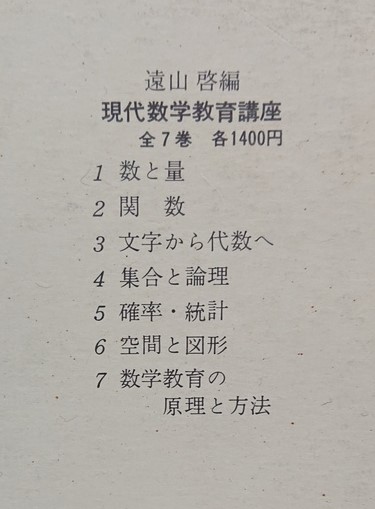 遠山 啓編
現代数学教育講座
全7巻 各1400円
1 数と量
2 関 数
3 文字から代数へ
4 集合と論理
5 確率・統計
6 空間と図形
7 数学教育の
原理と方法